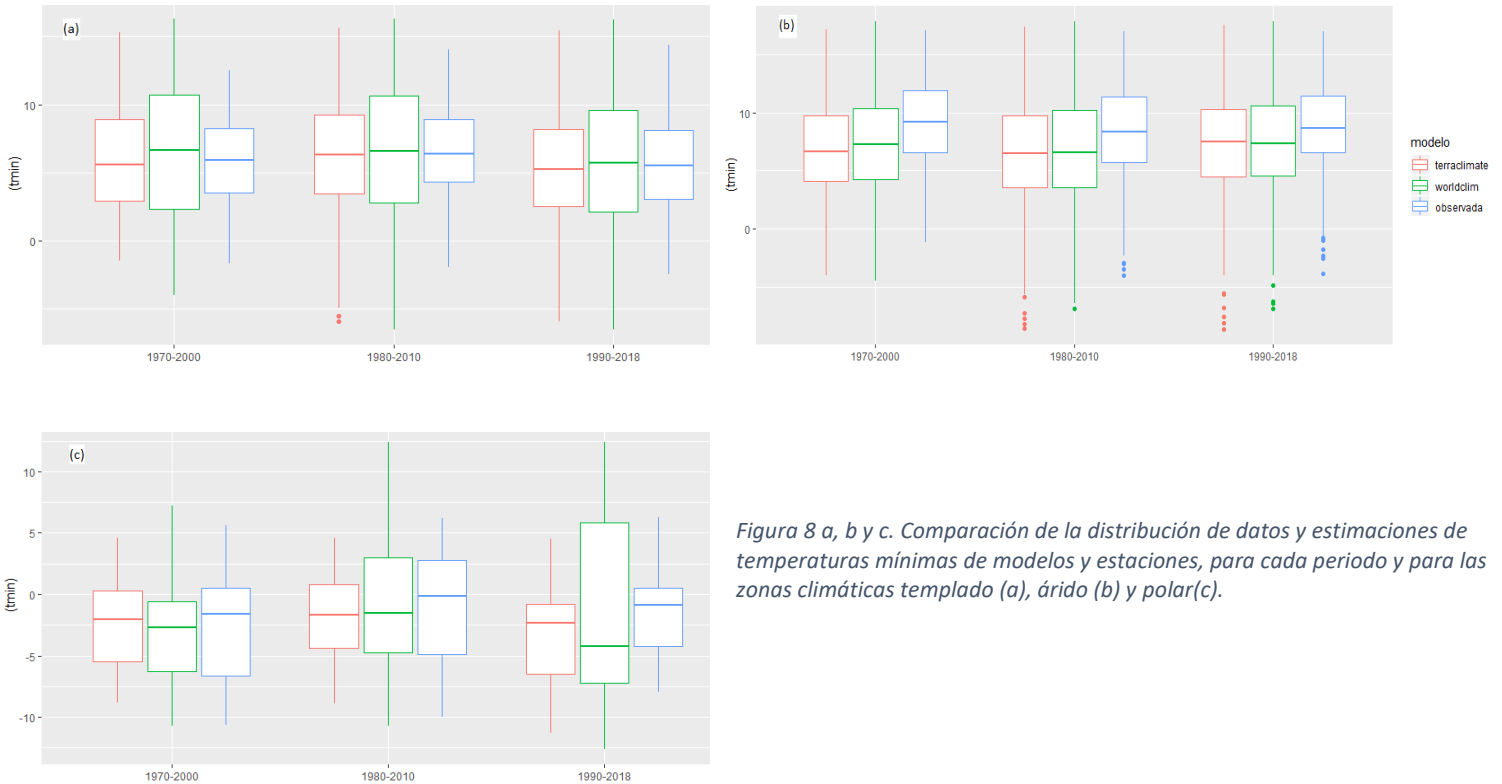 (a)
10
0
(tmin)
1970-2000
1980-2010
1990-2018
(b)
10
0
(tmin)
1970-2000
1980-2010
1990-2018
modelo
terraclimate
worldclim
observada
(c)
10
5
0
-5
-10
(tmin)
1970-2000
1980-2010
1990-2018
Figura 8 a, b y c. Comparación de la distribución de datos y estimaciones de
temperaturas mínimas de modelos y estaciones, para cada periodo y para las
zonas climáticas templado (a), árido (b) y polar(c).